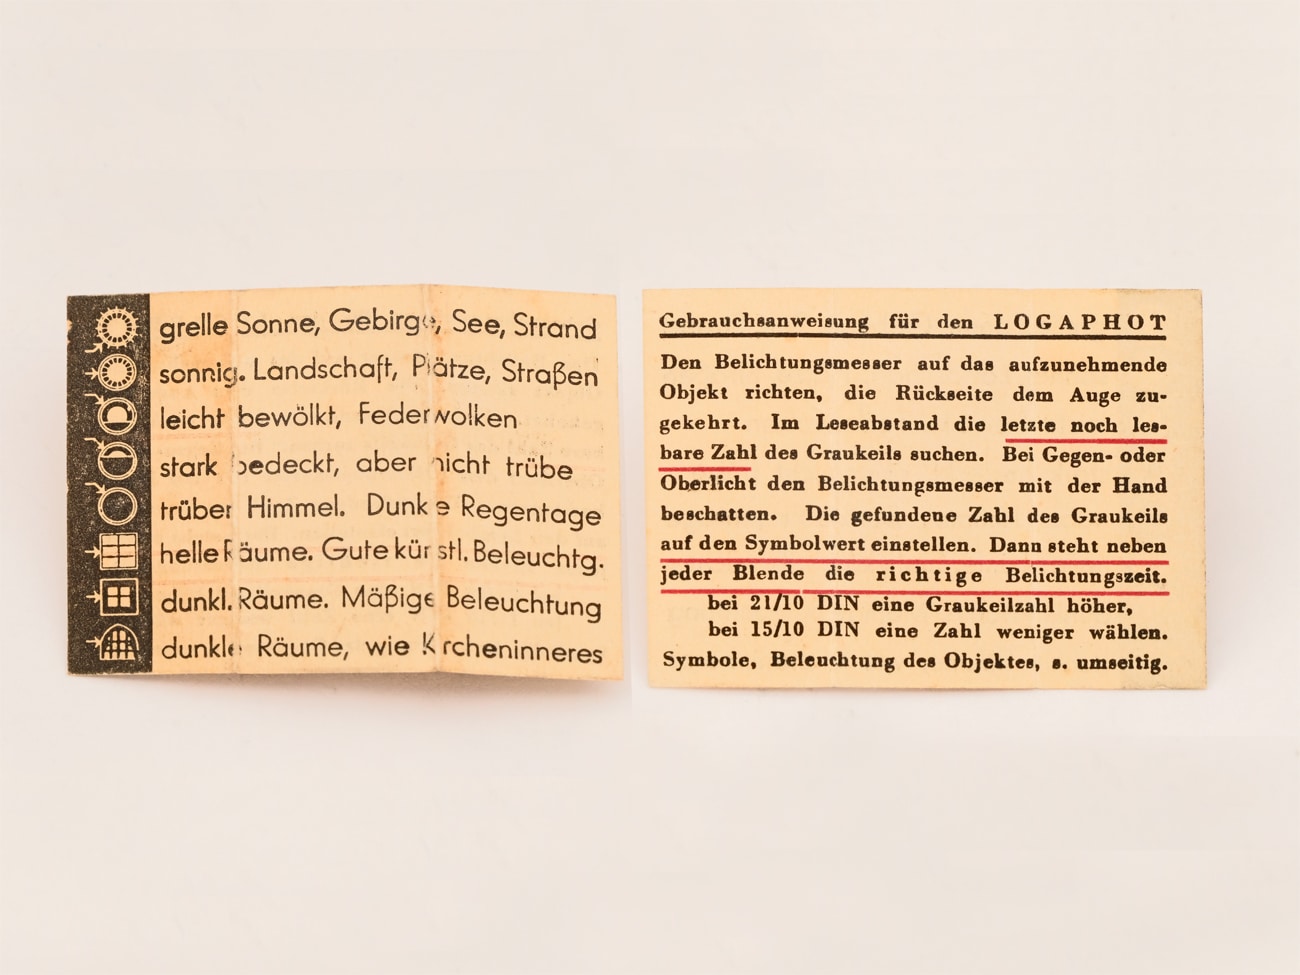 grelle Sonne, Gebirge, See, Strand
sonnig. Landschaft, Plätze, Straßen
leicht bewölkt, Federwolken
stark bedeckt, aber nicht trübe
trüber Himmel. Dunkle Regentage
helle Räume. Gute künstl. Beleuchtg.
dunkl. Räume. Mäßige Beleuchtung
dunkle Räume, wie Kircheninneres
Gebrauchsanweisung für den LOGAPHOT
Den Belichtungsmesser auf das aufzunehmende
Objekt richten, die Rückseite dem Auge zu-
gekehrt. Im Leseabstand die letzte noch les-
bare Zahl des Graukeils suchen. Bei Gegen- oder
Oberlicht den Belichtungsmesser mit der Hand
beschatten. Die gefundene Zahl des Graukeils
auf den Symbolwert einstellen. Dann steht neben
jeder Blende die richtige Belichtungszeit.
bei 21/10 DIN eine Graukeilzahl höher,
bei 15/10 DIN eine Zahl weniger wählen.
Symbole, Beleuchtung des Objektes, s. umseitig.